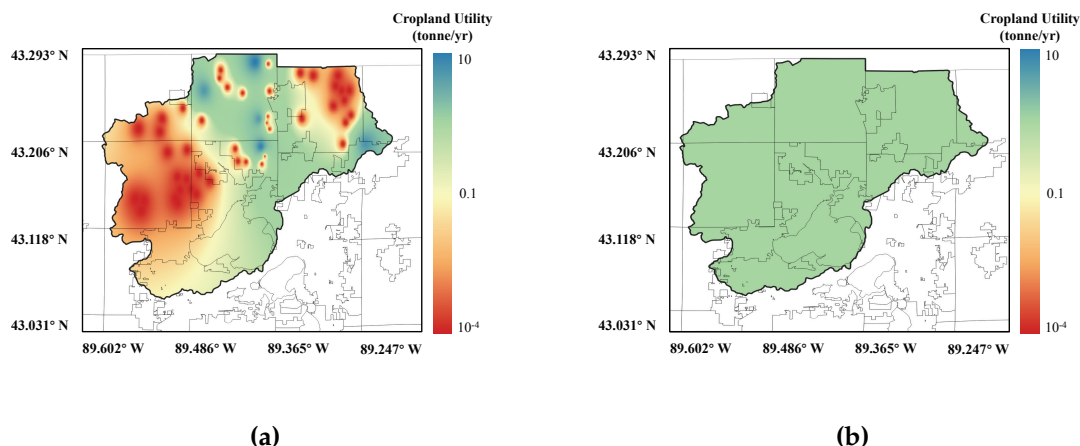 Cropland Utility
(tonne/yr)
43.293° N
43.206° N
43.118° N
43.031° N
89.602° W 89.486° W 89.365° W 89.247° W
10
0.1
10-4
(a)
Cropland Utility
(tonne/yr)
43.293° N
43.206° N
43.118° N
43.031° N
89.602° W 89.486° W 89.365° W 89.247° W
10
0.1
10-4
(b)